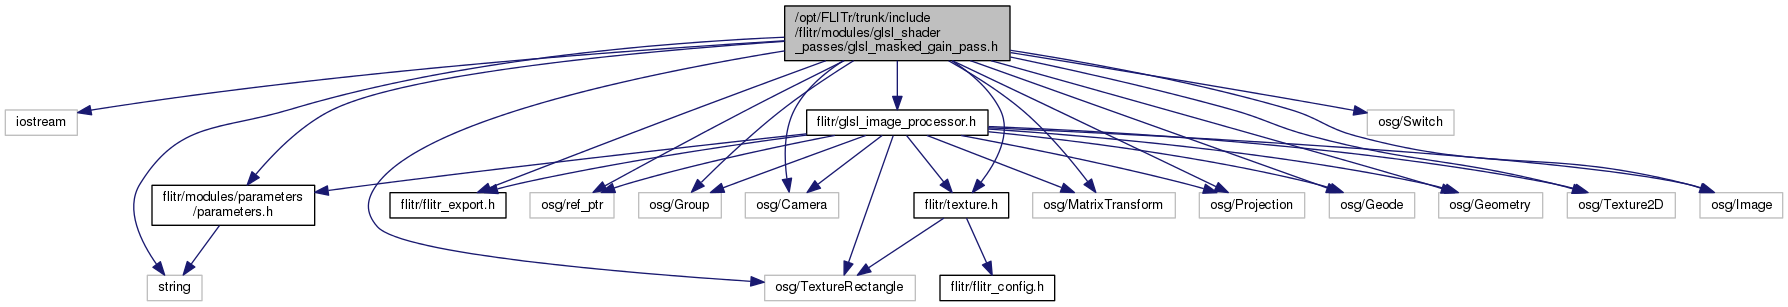 /opt/FLITr/trunk/include
/flitr/modules/glsl_shader
_passes/glsl_masked_gain_pass.h
iostream
flitr/glsl_image_processor.h
osg/Switch
flitr/modules/parameters
/parameters.h
flitr/flitr_export.h
osg/ref_ptr
osg/Group
osg/Camera
flitr/texture.h
osg/MatrixTransform
osg/Projection
osg/Geode
osg/Geometry
osg/Texture2D
osg/Image
string
osg/TextureRectangle
flitr/flitr_config.h